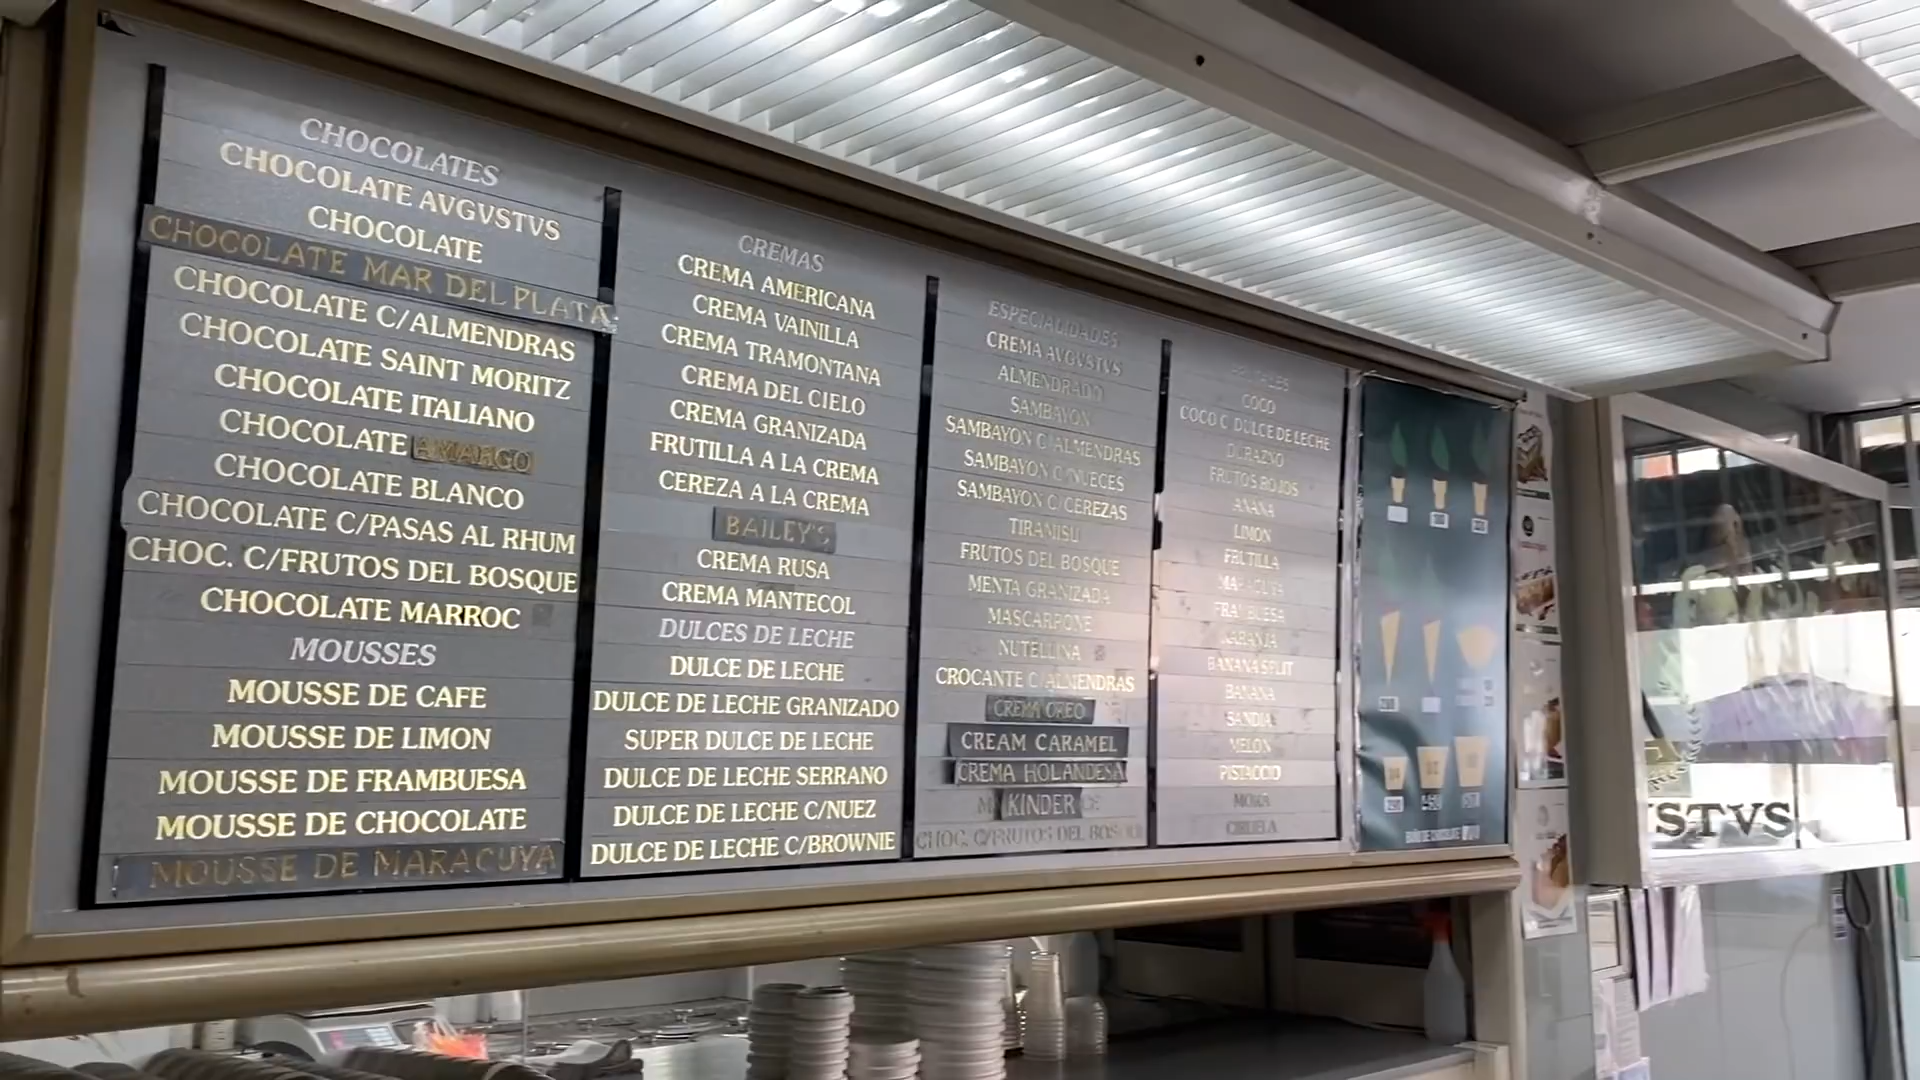 CHOCOLATES
CHOCOLATE AVGVSTVS
CHOCOLATE
CHOCOLATE MAR DEL PLATA
CHOCOLATE C/ALMENDRAS
CHOCOLATE SAINT MORITZ
CHOCOLATE ITALIANO
CHOCOLATE AMARGO
CHOCOLATE BLANCO
CHOCOLATE C/PASAS AL RHUM
CHOC. C/FRUTOS DEL BOSQUE
CHOCOLATE MARROC
MOUSSES
MOUSSE DE CAFE
MOUSSE DE LIMON
MOUSSE DE FRAMBUESA
MOUSSE DE CHOCOLATE
MOUSSE DE MARACUYA
CREMAS
CREMA AMERICANA
CREMA VAINILLA
CREMA TRAMONTANA
CREMA DEL CIELO
CREMA GRANIZADA
FRUTILLA A LA CREMA
CEREZA A LA CREMA
BAILEY'S
CREMA RUSA
CREMA MANTECOL
DULCES DE LECHE
DULCE DE LECHE
DULCE DE LECHE GRANIZADO
SUPER DULCE DE LECHE
DULCE DE LECHE SERRANO
DULCE DE LECHE C/NUEZ
DULCE DE LECHE C/BROWNIE
ESPECIALIDADES
CREMA AVGVSTVS
ALMENDRADO
SAMBAYON
SAMBAYON C/ALMENDRAS
SAMBAYON C/NUECES
SAMBAYON C/CEREZAS
TIRAMISU
FRUTOS DEL BOSQUE
MENTA GRANIZADA
MASCARPONE
NUTELLINA
CROCANTE C/ALMENDRAS
CREMA OREO
CREAM CARAMEL
CREMA HOLANDESA
KINDER
CHOC. C/FRUTOS DEL BOSQUE
COCO
COCO C/DULCE DE LECHE
DURAZNO
FRUTOS ROJOS
ANANA
LIMON
FRUTILLA
MARACUYA
FRAMBUESA
NARANJA
BANANA SPLIT
BANANA
SANDIA
MELON
PISTACCIO
MOKA
CIRUELA
STVS